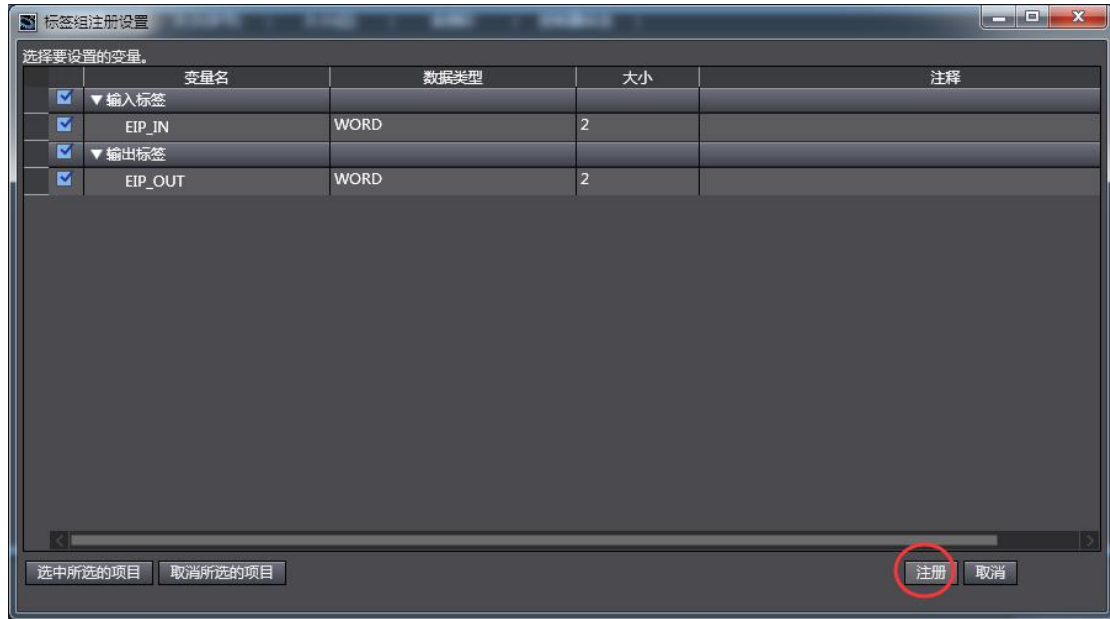 标签组注册设置
选择要设置的变量。
变量名 数据类型 大小 注释
▼输入标签
EIP_IN WORD 2
▼输出标签
EIP_OUT WORD 2
选中所选的项目 取消所选的项目 注册 取消